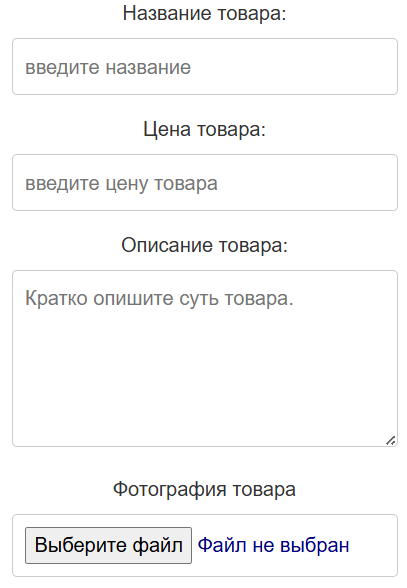 Название товара:
введите название
Цена товара:
введите цену товара
Описание товара:
Кратко опишите суть товара.
Фотография товара
Выберите файл Файл не выбран